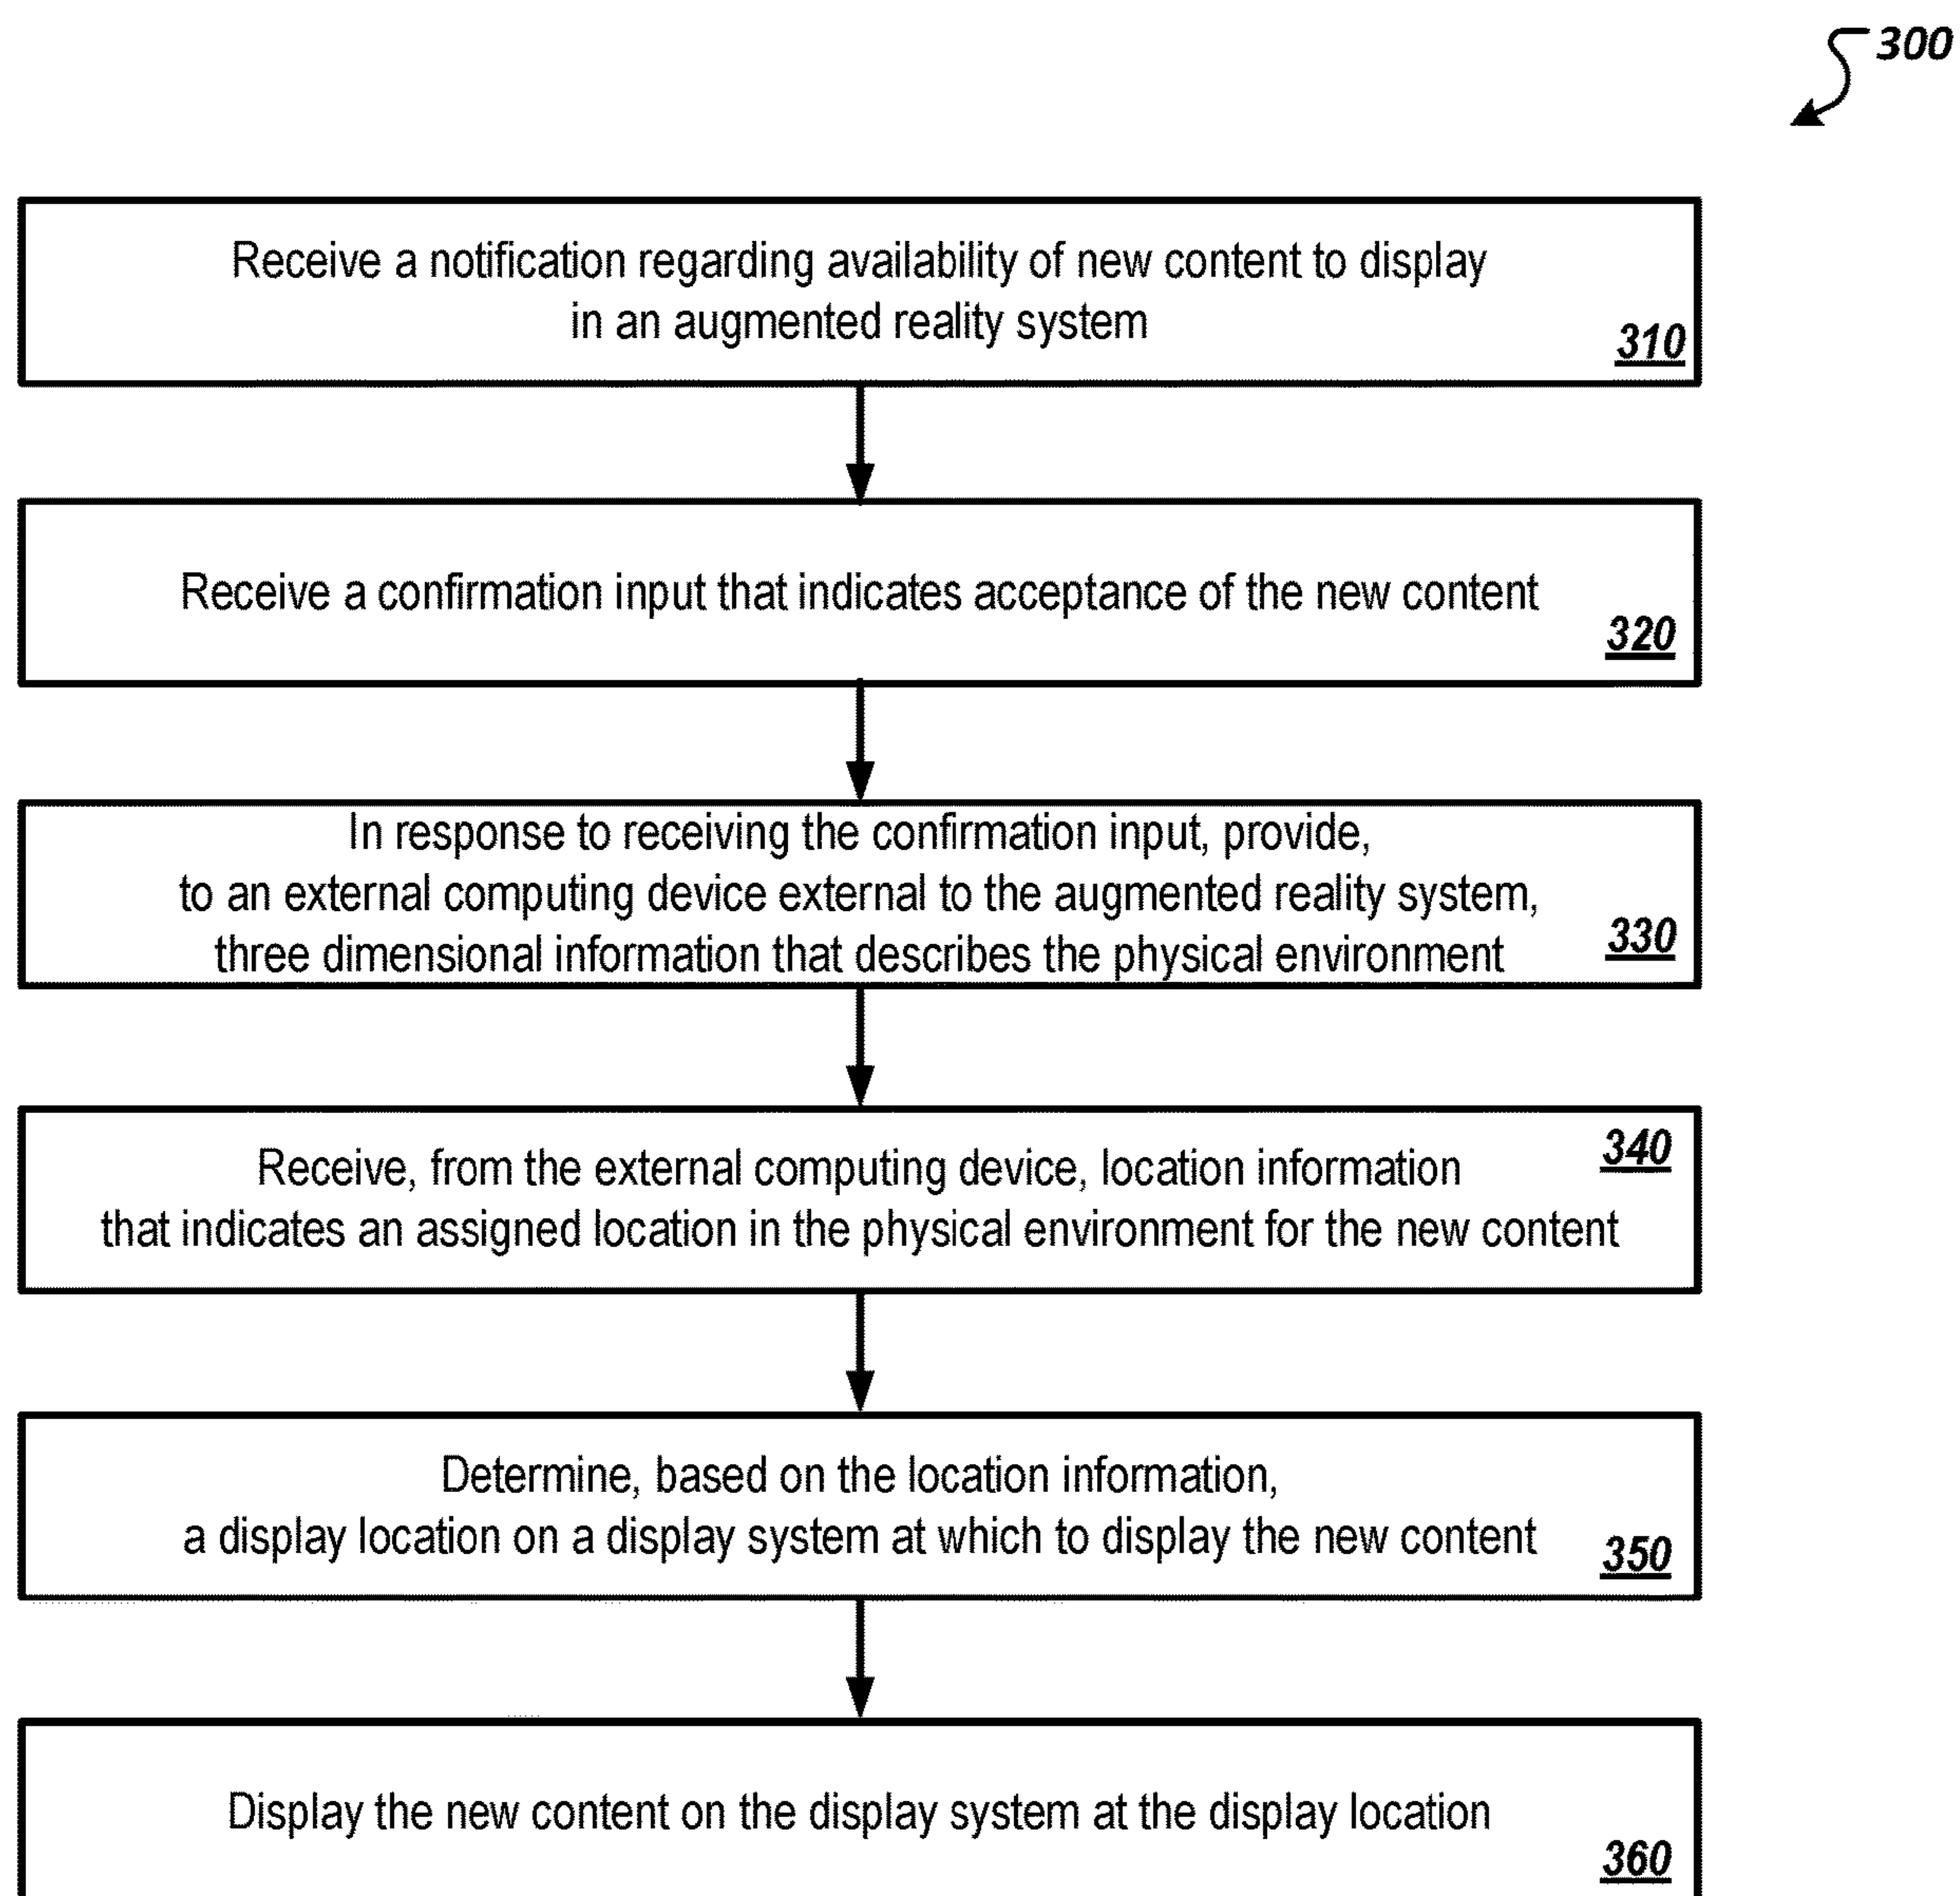 300
Receive a notification regarding availability of new content to display
in an augmented reality system
310
Receive a confirmation input that indicates acceptance of the new content
320
In response to receiving the confirmation input, provide,
to an external computing device external to the augmented reality system,
three dimensional information that describes the physical environment
330
340
Receive, from the external computing device, location information
that indicates an assigned location in the physical environment for the new content
Determine, based on the location information,
a display location on a display system at which to display the new content
350
Display the new content on the display system at the display location
360